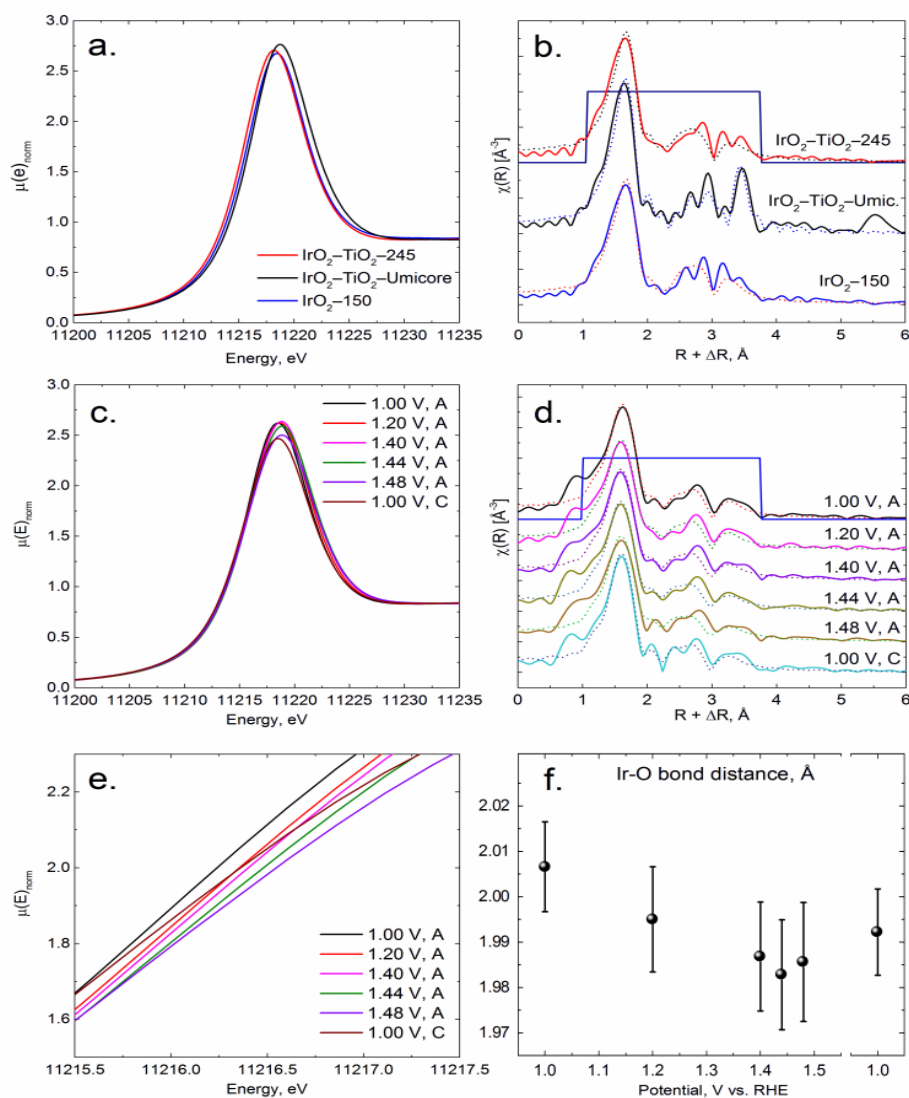 a.
3.0
2.5
2.0
1.5
1.0
0.5
0.0
μ(e)norm
IrO2–TiO2–245
IrO2–TiO2–Umicore
IrO2–150
11200 11205 11210 11215 11220 11225 11230 11235
Energy, eV
b.
χ(R) [Å-3]
IrO2–TiO2–245
IrO2–TiO2–Umic.
IrO2–150
0 1 2 3 4 5 6
R + ΔR, Å
c.
3.0
2.5
2.0
1.5
1.0
0.5
0.0
μ(E)norm
1.00 V, A
1.20 V, A
1.40 V, A
1.44 V, A
1.48 V, A
1.00 V, C
11200 11205 11210 11215 11220 11225 11230 11235
Energy, eV
d.
χ(R) [Å-3]
1.00 V, A
1.20 V, A
1.40 V, A
1.44 V, A
1.48 V, A
1.00 V, C
0 1 2 3 4 5 6
R + ΔR, Å
e.
2.2
2.0
1.8
1.6
μ(E)norm
1.00 V, A
1.20 V, A
1.40 V, A
1.44 V, A
1.48 V, A
1.00 V, C
11215.5 11216.0 11216.5 11217.0 11217.5
Energy, eV
f.
Ir-O bond distance, Å
2.02
2.01
2.00
1.99
1.98
1.97
1.0 1.1 1.2 1.3 1.4 1.5 1.0
Potential, V vs. RHE